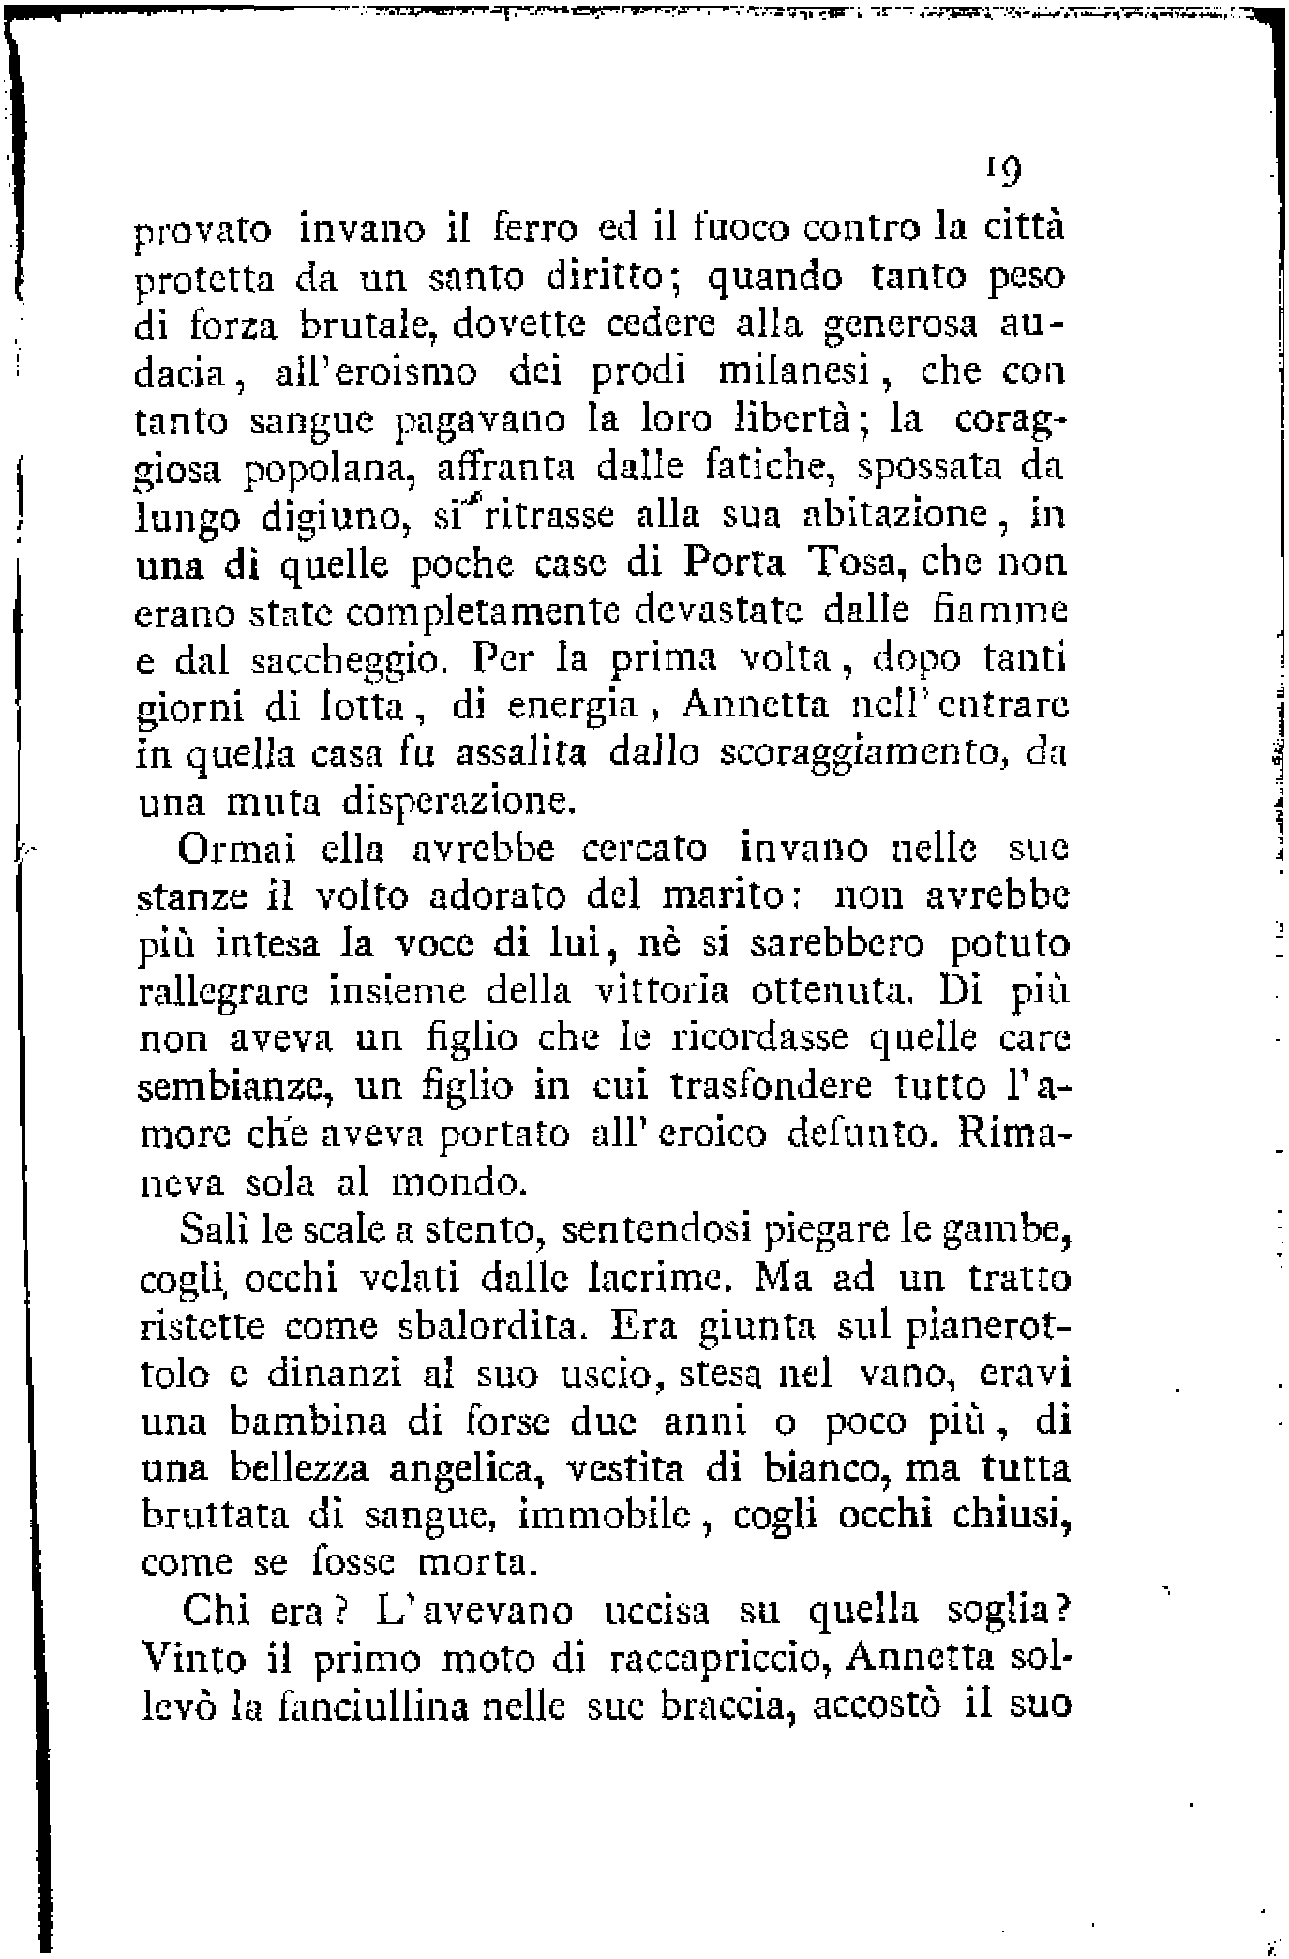 19
provato invano il ferro ed il fuoco contro la città
protetta da un santo diritto; quando tanto peso
di forza brutale, dovette cedere alla generosa au-
dacia, all'eroismo dei prodi milanesi, che con
tanto sangue pagavano la loro libertà; la corag-
giosa popolana, affranta dalle fatiche, spossata da
lungo digiuno, si ritrasse alla sua abitazione, in
una di quelle poche case di Porta Tosa, che non
erano state completamente devastate dalle fiamme
e dal saccheggio. Per la prima volta, dopo tanti
giorni di lotta, di energia, Annetta nell'entrare
in quella casa fu assalita dallo scoraggiamento, da
una muta disperazione.
Ormai ella avrebbe cercato invano nelle sue
stanze il volto adorato del marito: non avrebbe
più intesa la voce di lui, nè si sarebbero potuto
rallegrare insieme della vittoria ottenuta. Di più
non aveva un figlio che le ricordasse quelle care
sembianze, un figlio in cui trasfondere tutto l'a-
more che aveva portato all'eroico defunto. Rima-
neva sola al mondo.
Salì le scale a stento, sentendosi piegare le gambe,
cogli occhi velati dalle lacrime. Ma ad un tratto
ristette come sbalordita. Era giunta sul pianerot-
tolo e dinanzi al suo uscio, stesa nel vano, eravi
una bambina di forse due anni o poco più, di
una bellezza angelica, vestita di bianco, ma tutta
bruttata di sangue, immobile, cogli occhi chiusi,
come se fosse morta.
Chi era? L'avevano uccisa su quella soglia?
Vinto il primo moto di raccapriccio, Annetta sol-
levò la fanciullina nelle sue braccia, accostò il suo